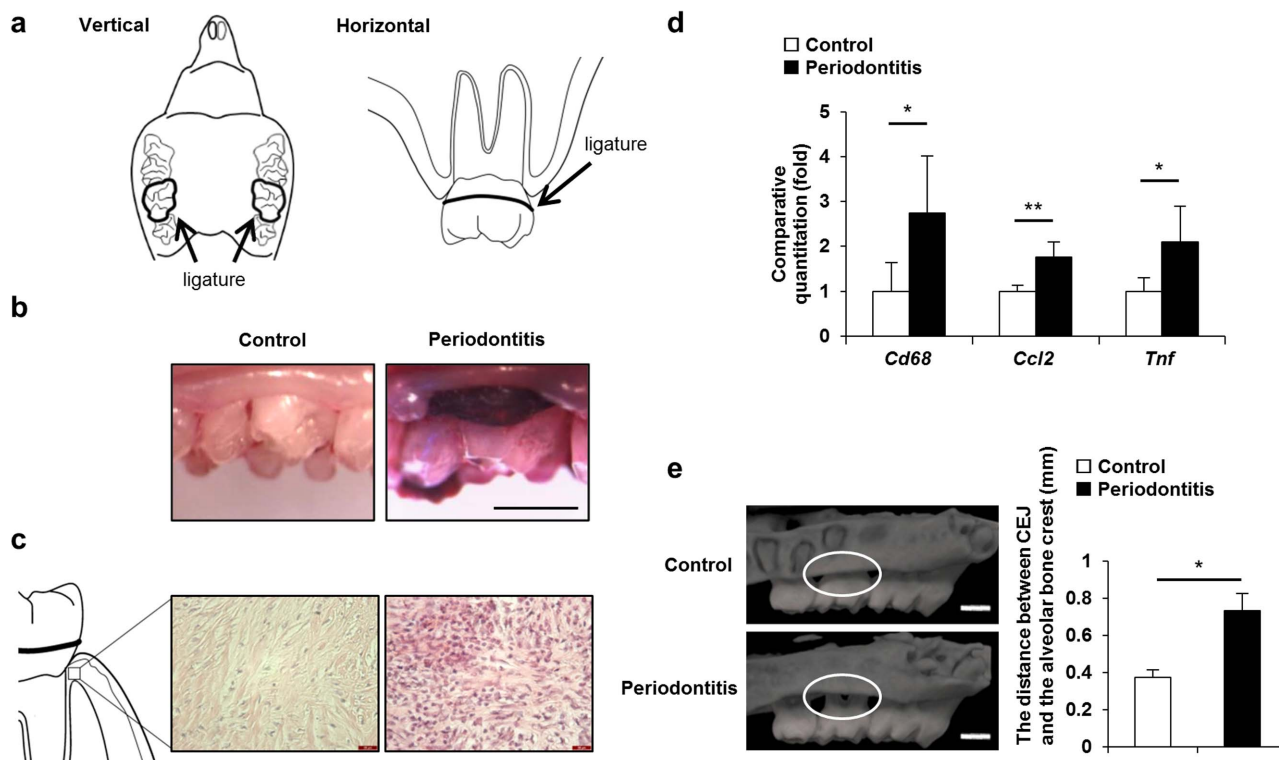 a
Vertical
Horizontal
ligature
ligature
b
Control
Periodontitis
c
d
Control
Periodontitis
Comparative
quantitation (fold)
5
4
3
2
1
0
*
**
*
Cd68
Ccl2
Tnf
e
Control
Periodontitis
Control
Periodontitis
The distance between CEJ
and the alveolar bone crest (mm)
1
0.8
0.6
0.4
0.2
0
*